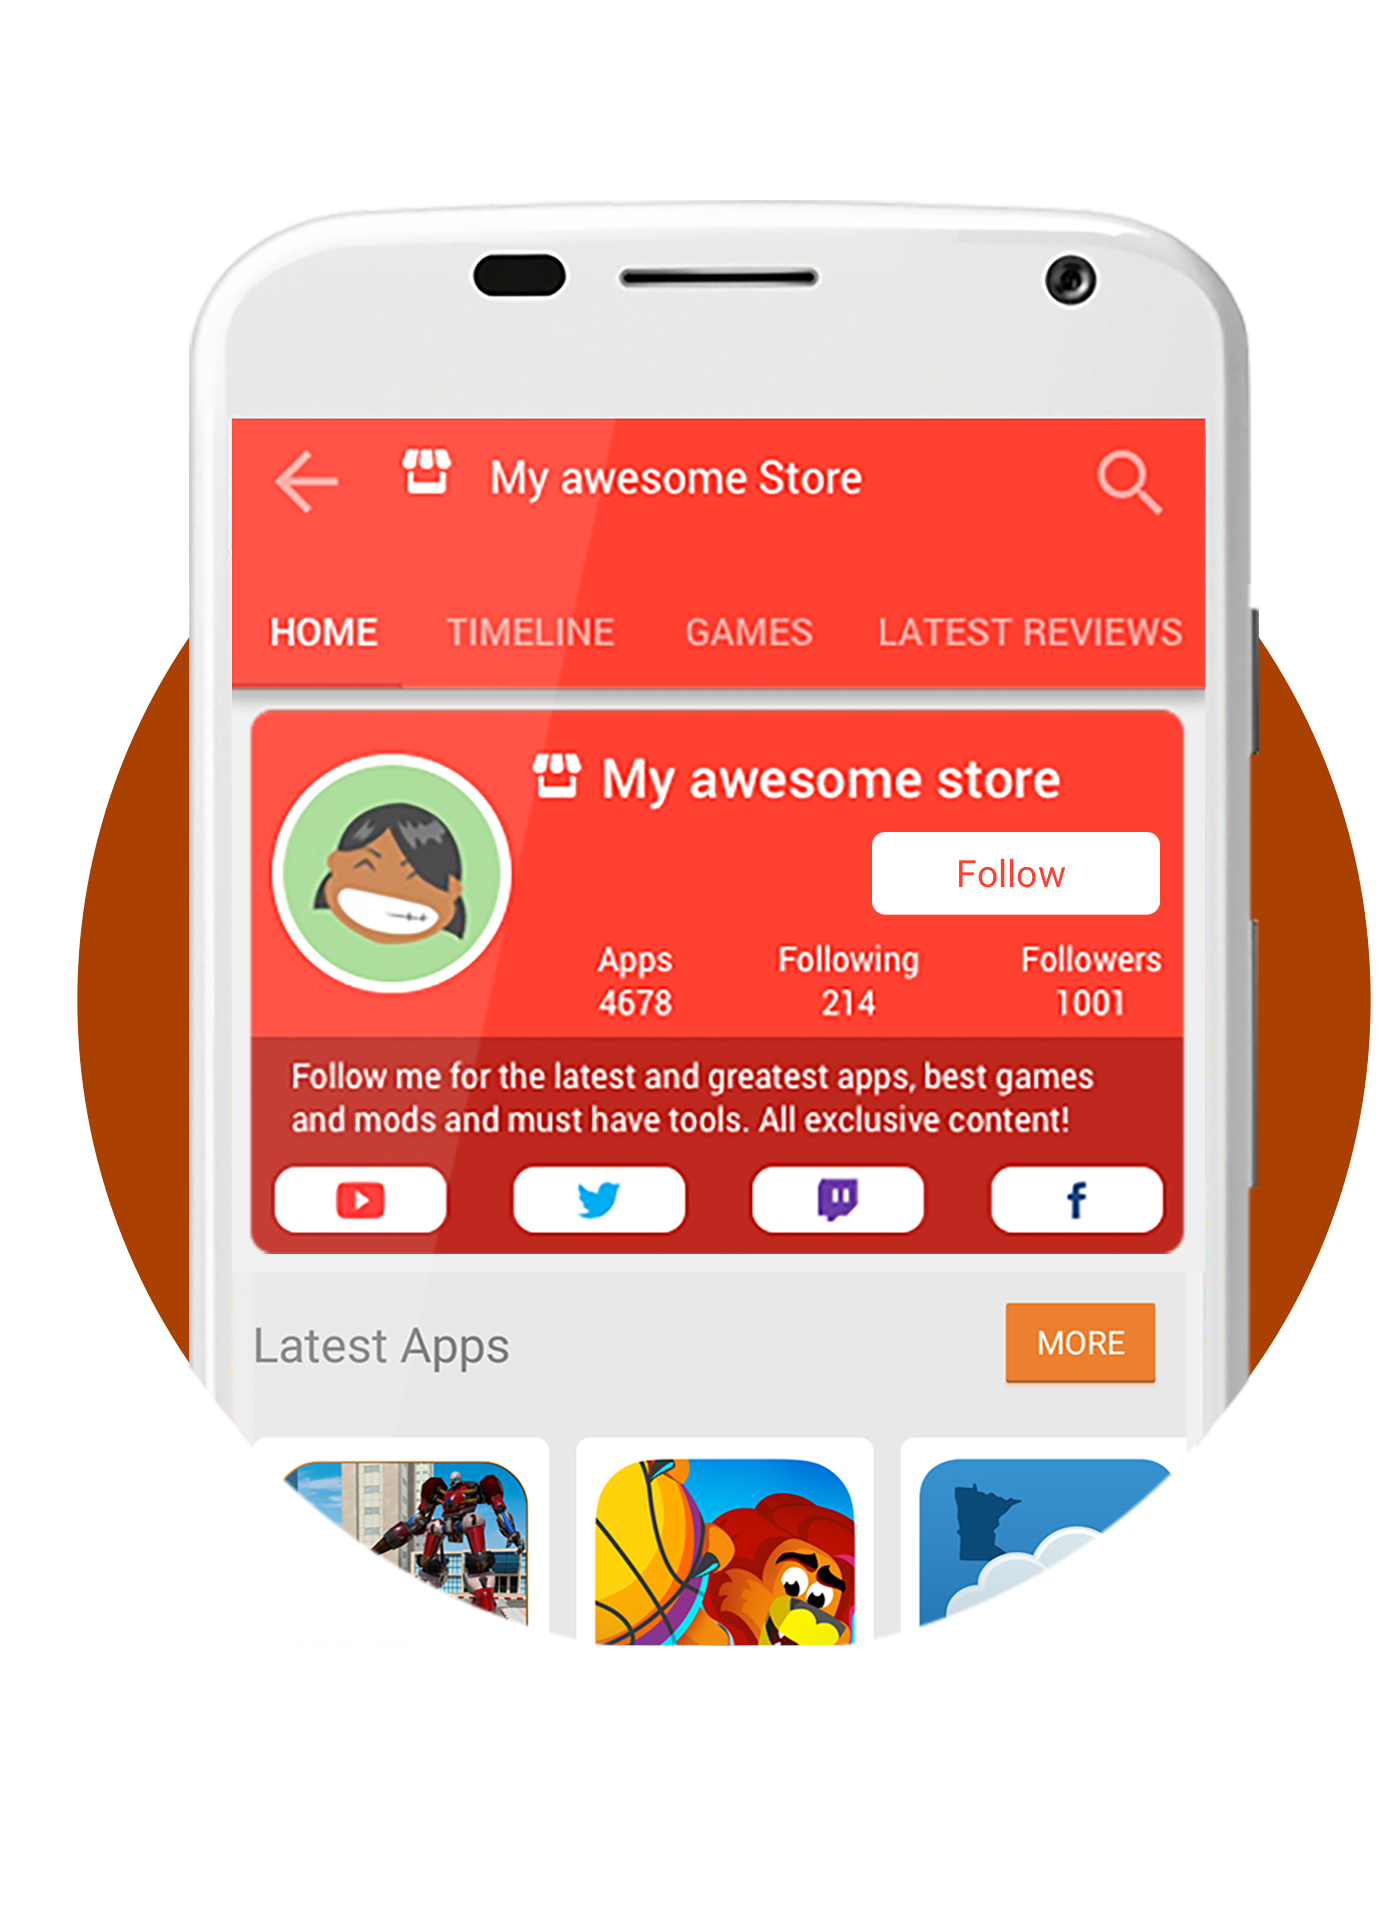 My awesome Store
HOME TIMELINE GAMES LATEST REVIEWS
My awesome store
Follow
Apps Following Followers
4678 214 1001
Follow me for the latest and greatest apps, best games
and mods and must have tools. All exclusive content!
Latest Apps
MORE